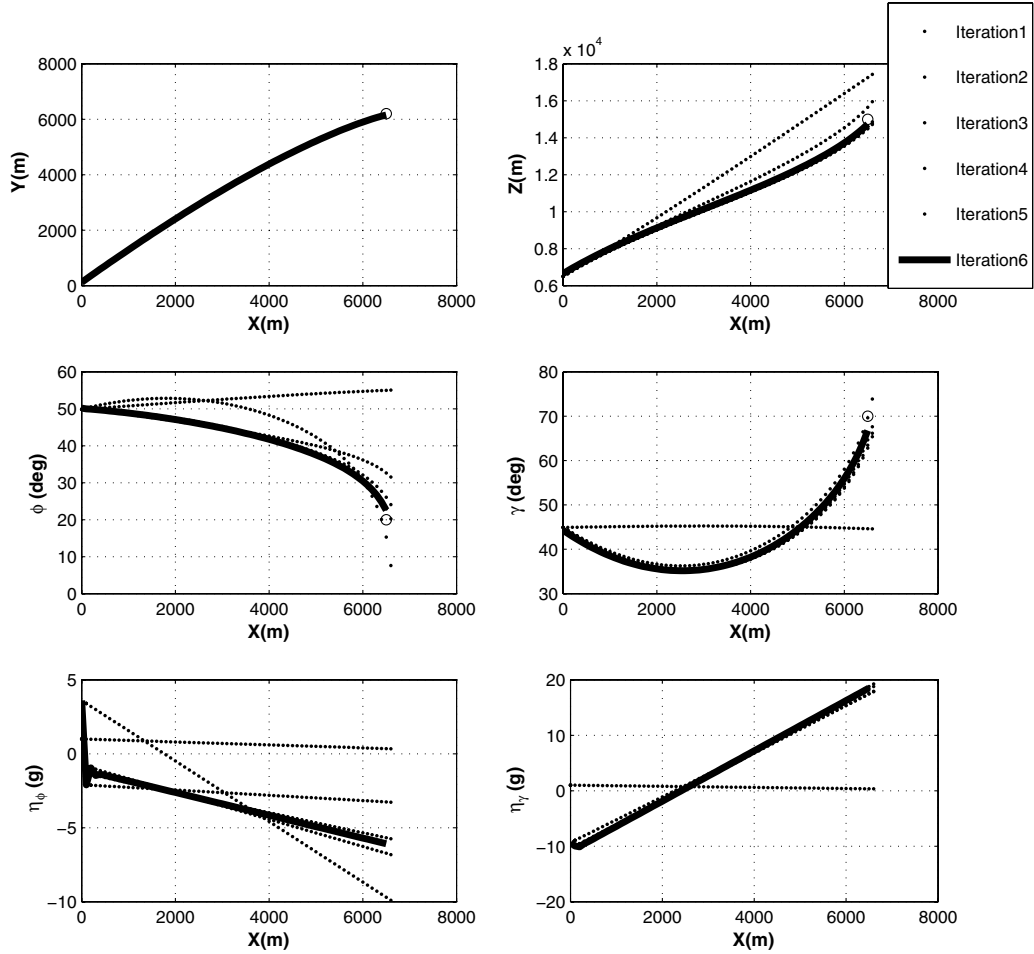 Iteration1
Iteration2
Iteration3
Iteration4
Iteration5
Iteration6
8000
6000
4000
2000
0
Y(m)
0 2000 4000 6000 8000
X(m)
x 10⁴
1.8
1.6
1.4
1.2
1
0.8
0.6
Z(m)
0 2000 4000 6000 8000
X(m)
60
50
40
30
20
10
0
ϕ (deg)
0 2000 4000 6000 8000
X(m)
80
70
60
50
40
30
γ (deg)
0 2000 4000 6000 8000
X(m)
5
0
−5
−10
η_ϕ (g)
0 2000 4000 6000 8000
X(m)
20
10
0
−10
−20
η_γ (g)
0 2000 4000 6000 8000
X(m)